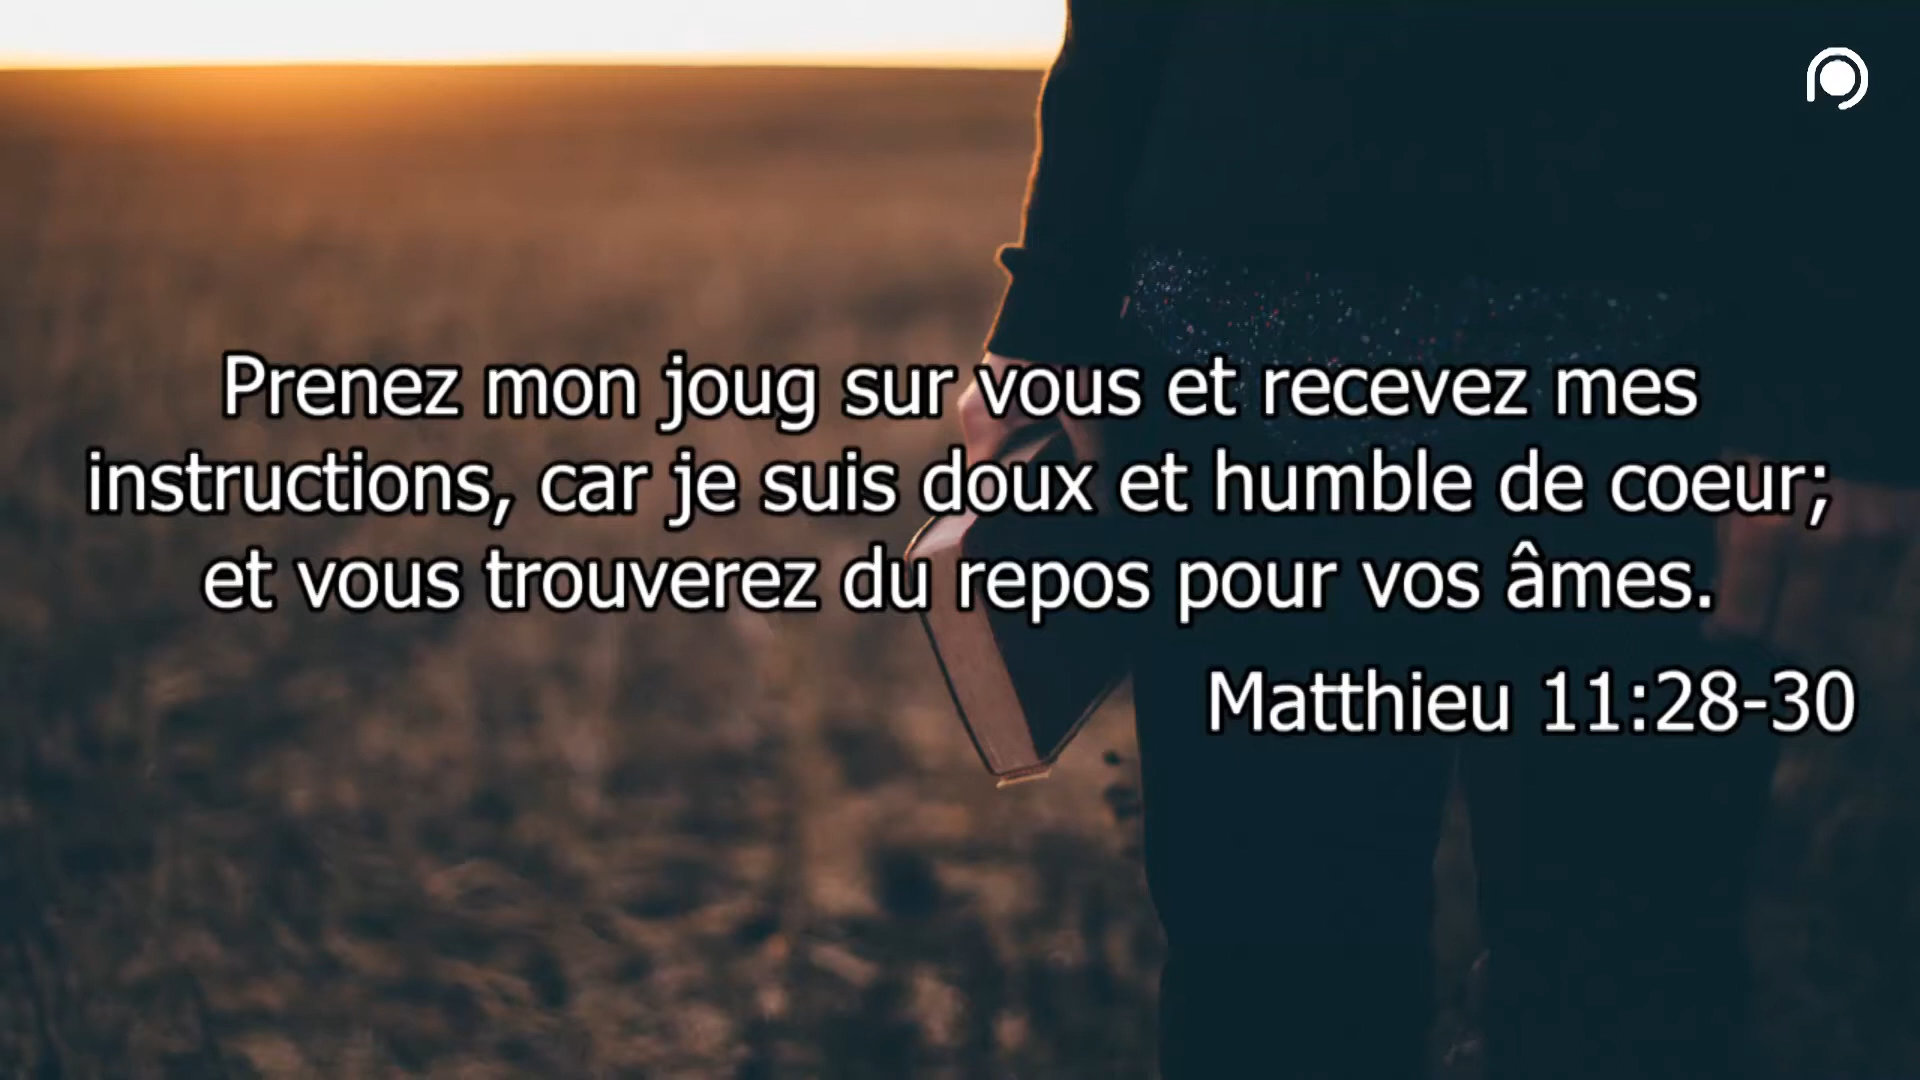 Prenez mon joug sur vous et recevez mes
instructions, car je suis doux et humble de coeur;
et vous trouverez du repos pour vos âmes.
Matthieu 11:28-30